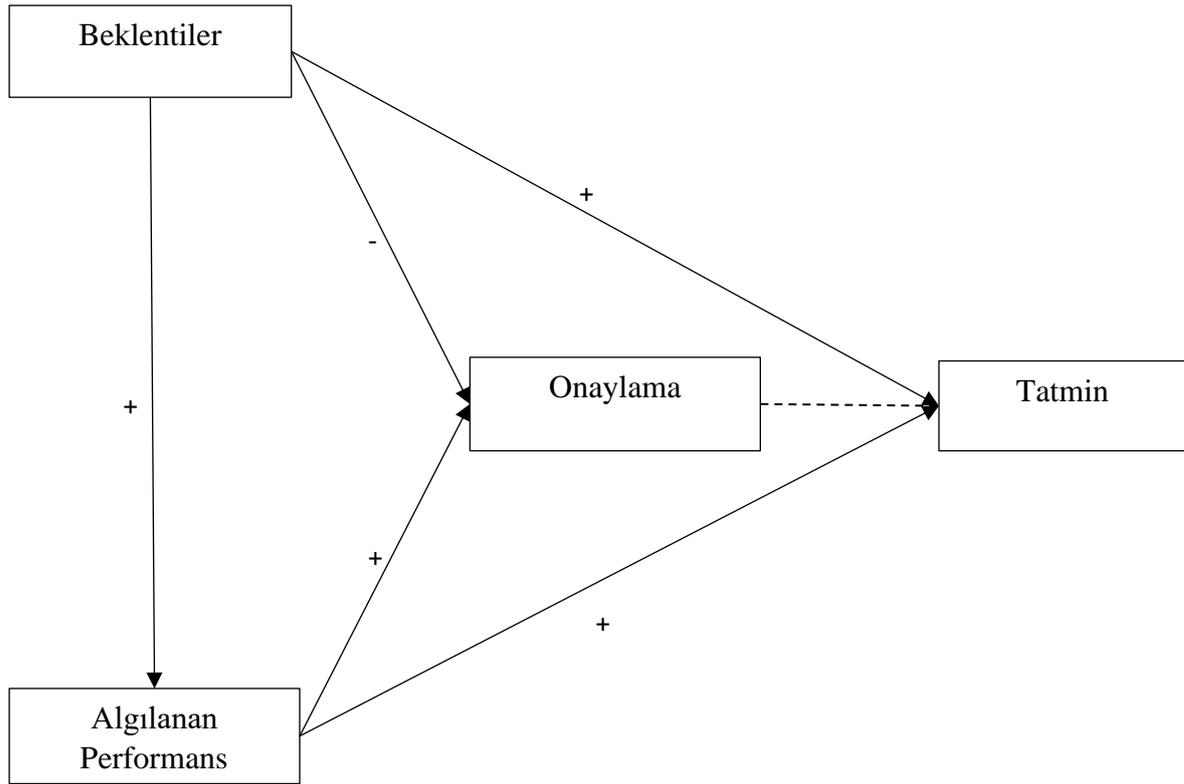 Beklentiler
+
-
Onaylama
Tatmin
+
+
+
Algılanan
Performans